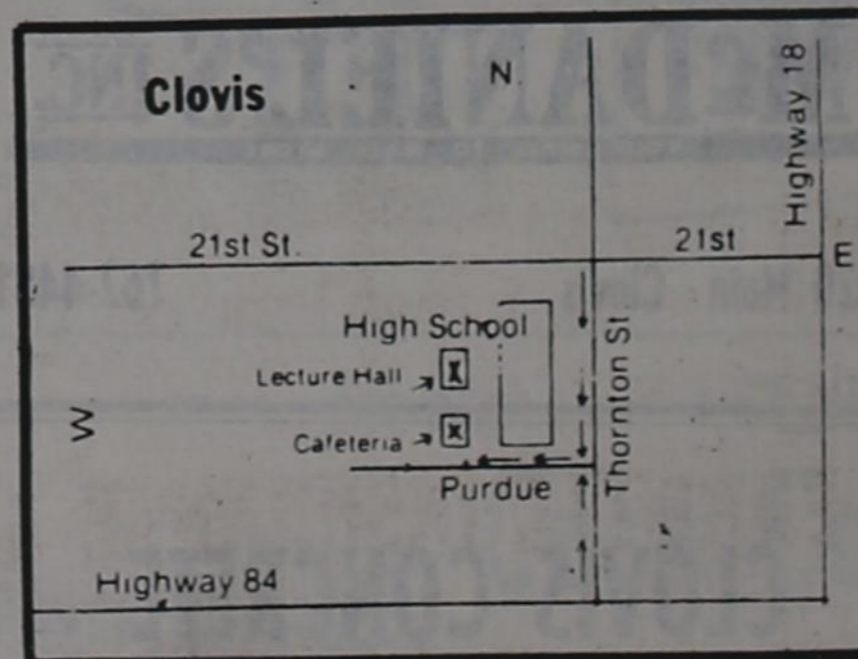 Clovis
N
Highway 18
21st St.
21st
E
High School
Lecture Hall
X
Thornton St
W
Cafeteria
X
Purdue
Highway 84